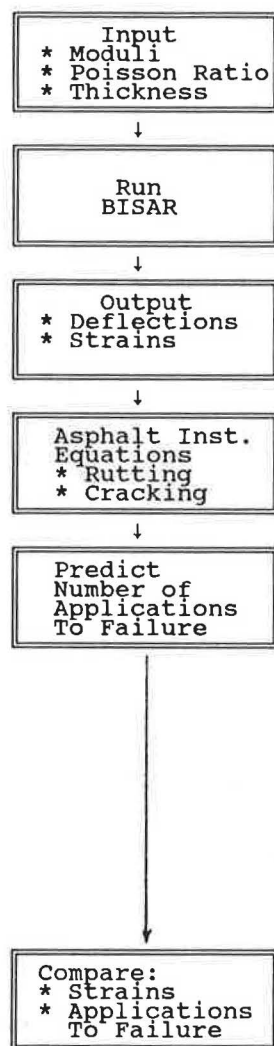 Input
* Moduli
* Poisson Ratio
* Thickness
↓
Run
BISAR
↓
Output
* Deflections
* Strains
↓
Asphalt Inst.
Equations
* Rutting
* Cracking
↓
Predict
Number of
Applications
To Failure
Compare:
* Strains
* Applications
To Failure